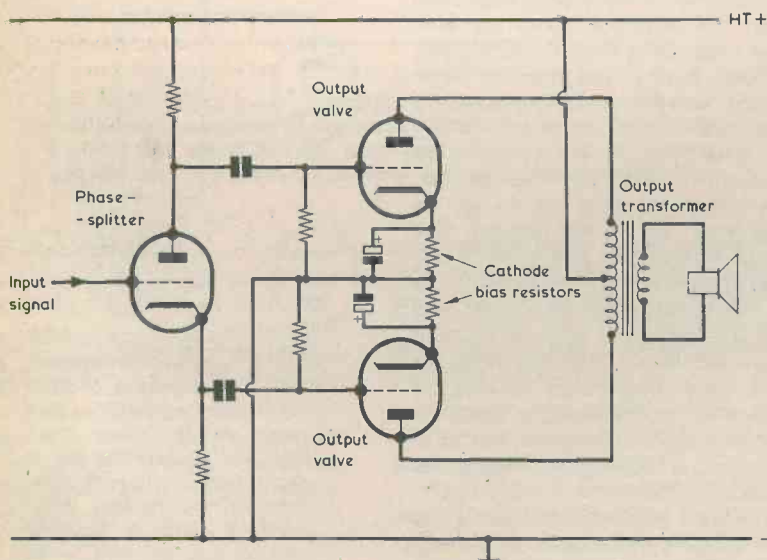 HT+
Output
valve
Phase-
-splitter
Output
transformer
Input
signal
Cathode
bias resistors
+
+
Output
valve
-